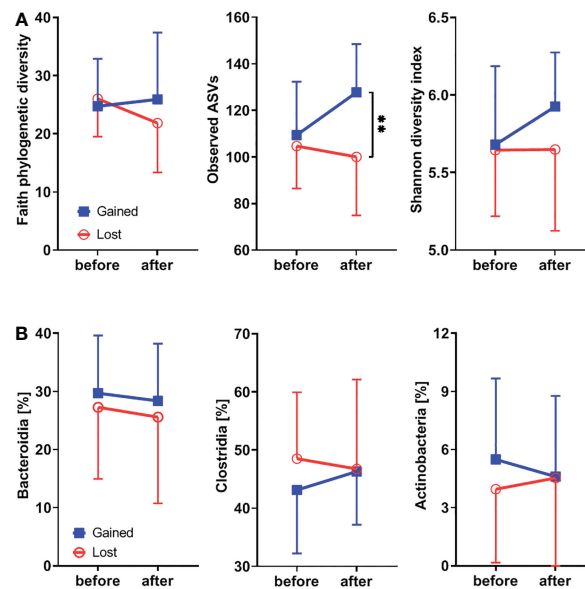 A
Faith phylogenetic diversity
40
30
20
10
0
Gained
Lost
before after
Observed ASVs
160
140
120
100
80
60
**
before after
Shannon diversity index
6.5
6.0
5.5
5.0
before after
B
Bacteroidia [%]
40
30
20
10
0
Gained
Lost
before after
Clostridia [%]
70
60
50
40
30
before after
Actinobacteria [%]
12
9
6
3
0
before after